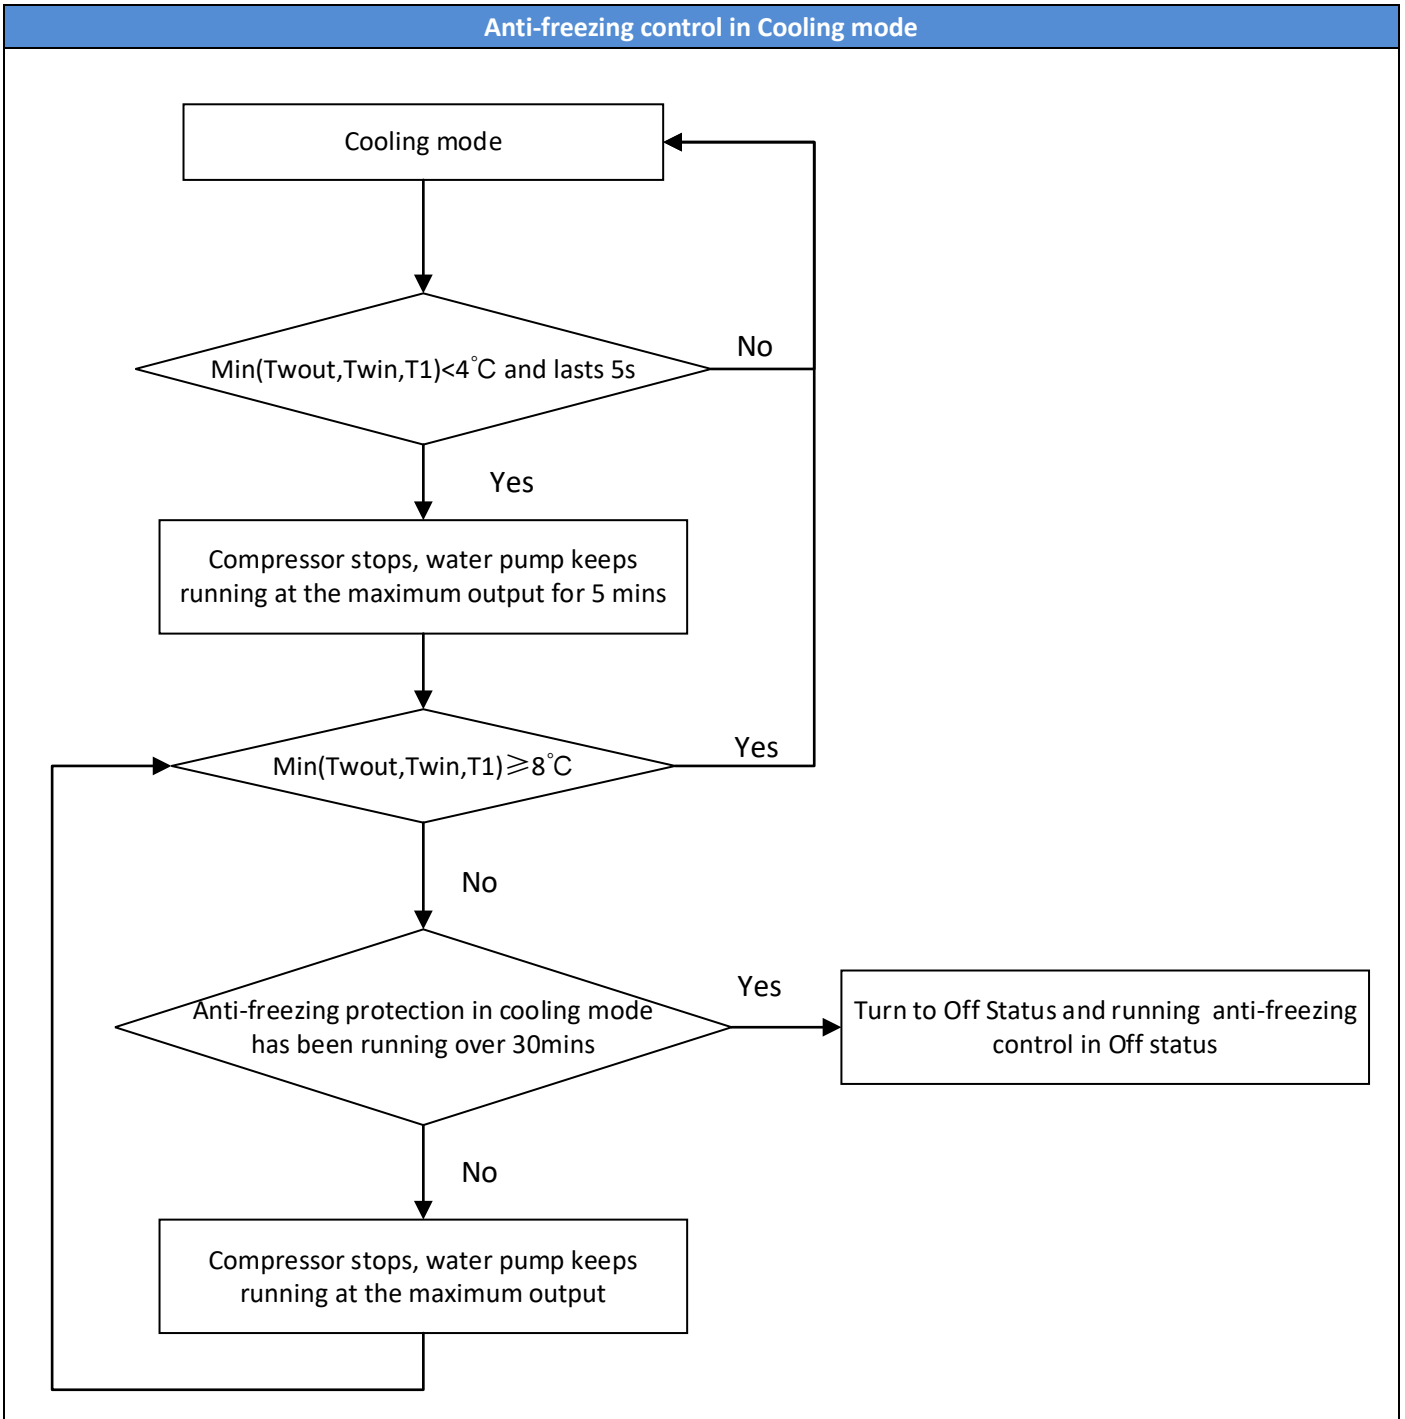 Anti-freezing control in Cooling mode
Cooling mode
Min(Twout,Twin,T1)<4℃ and lasts 5s
No
Yes
Compressor stops, water pump keeps
running at the maximum output for 5 mins
Min(Twout,Twin,T1)≥8℃
Yes
No
Anti-freezing protection in cooling mode
has been running over 30mins
Yes
Turn to Off Status and running anti-freezing
control in Off status
No
Compressor stops, water pump keeps
running at the maximum output